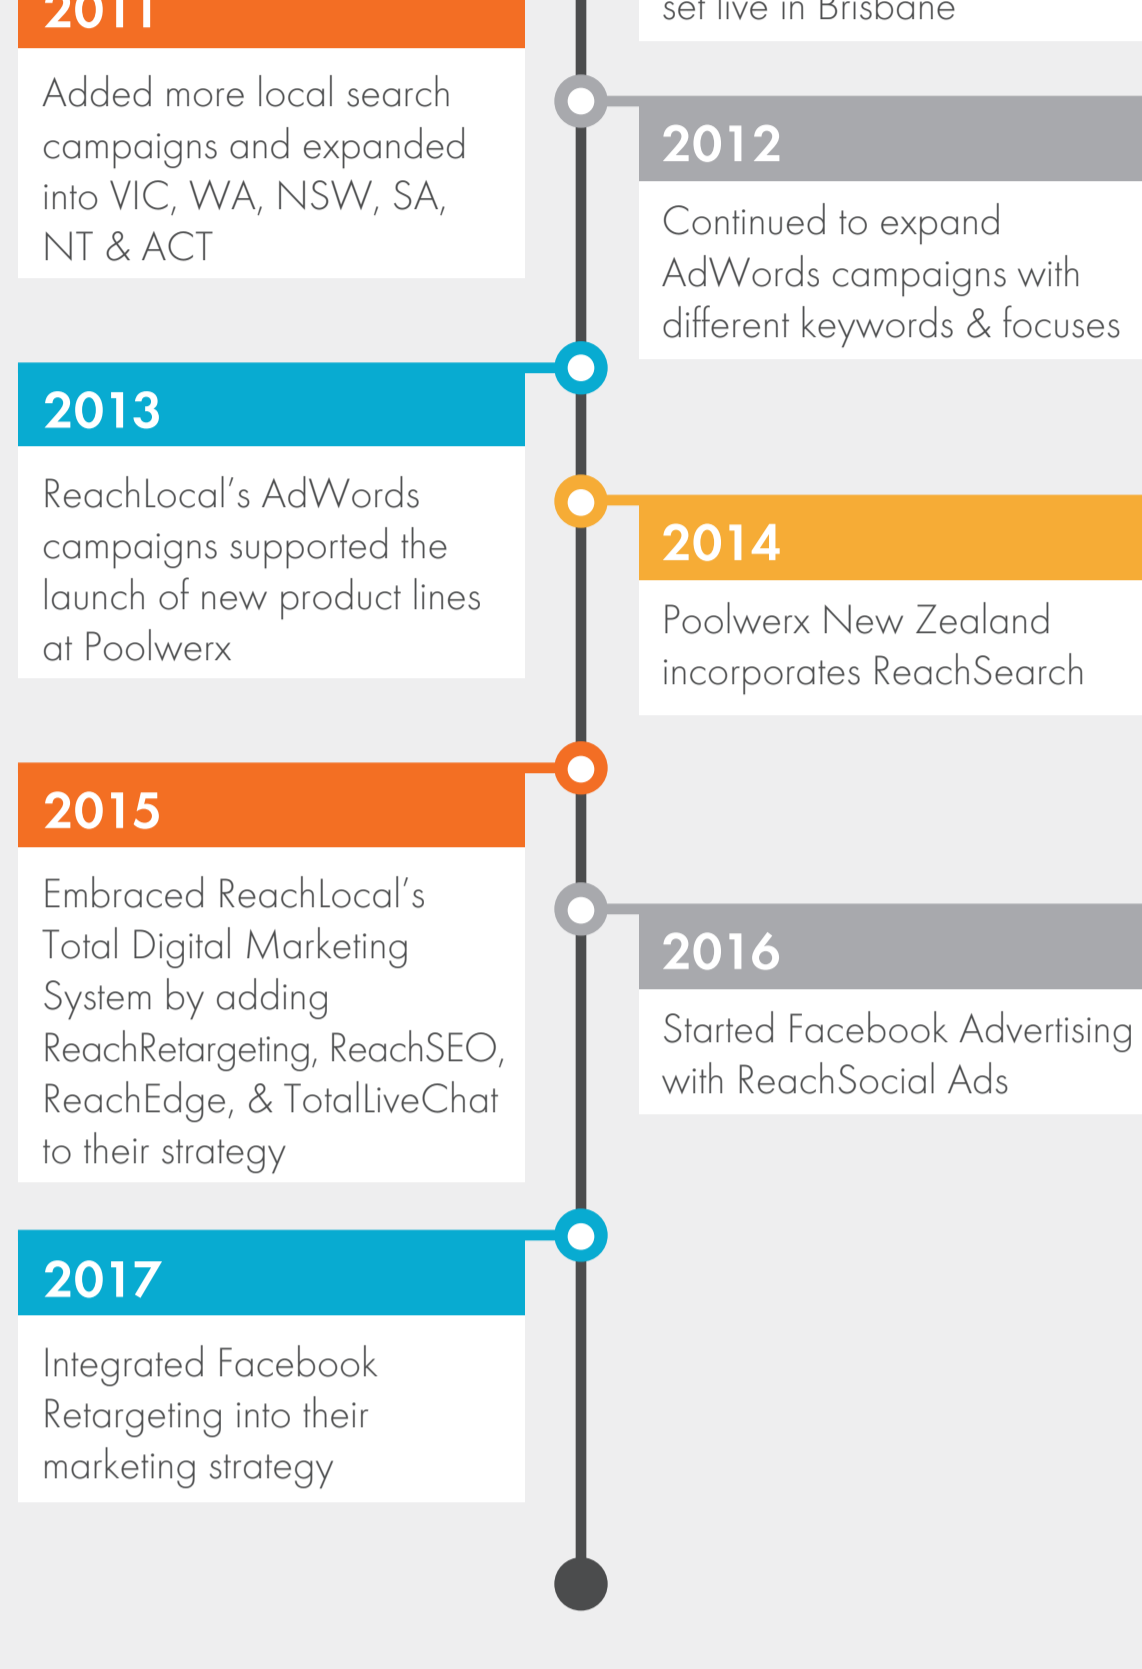 set live in Brisbane
2011
Added more local search
campaigns and expanded
into VIC, WA, NSW, SA,
NT & ACT
2012
Continued to expand
AdWords campaigns with
different keywords & focuses
2013
ReachLocal’s AdWords
campaigns supported the
launch of new product lines
at Poolwerx
2014
Poolwerx New Zealand
incorporates ReachSearch
2015
Embraced ReachLocal’s
Total Digital Marketing
System by adding
ReachRetargeting, ReachSEO,
ReachEdge, & TotalLiveChat
to their strategy
2016
Started Facebook Advertising
with ReachSocial Ads
2017
Integrated Facebook
Retargeting into their
marketing strategy